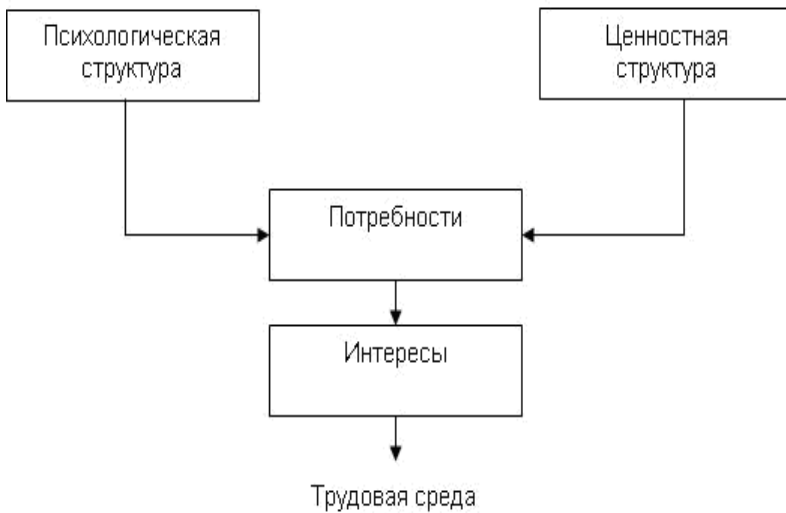 Психологическая
структура
Ценностная
структура
Потребности
Интересы
Трудовая среда